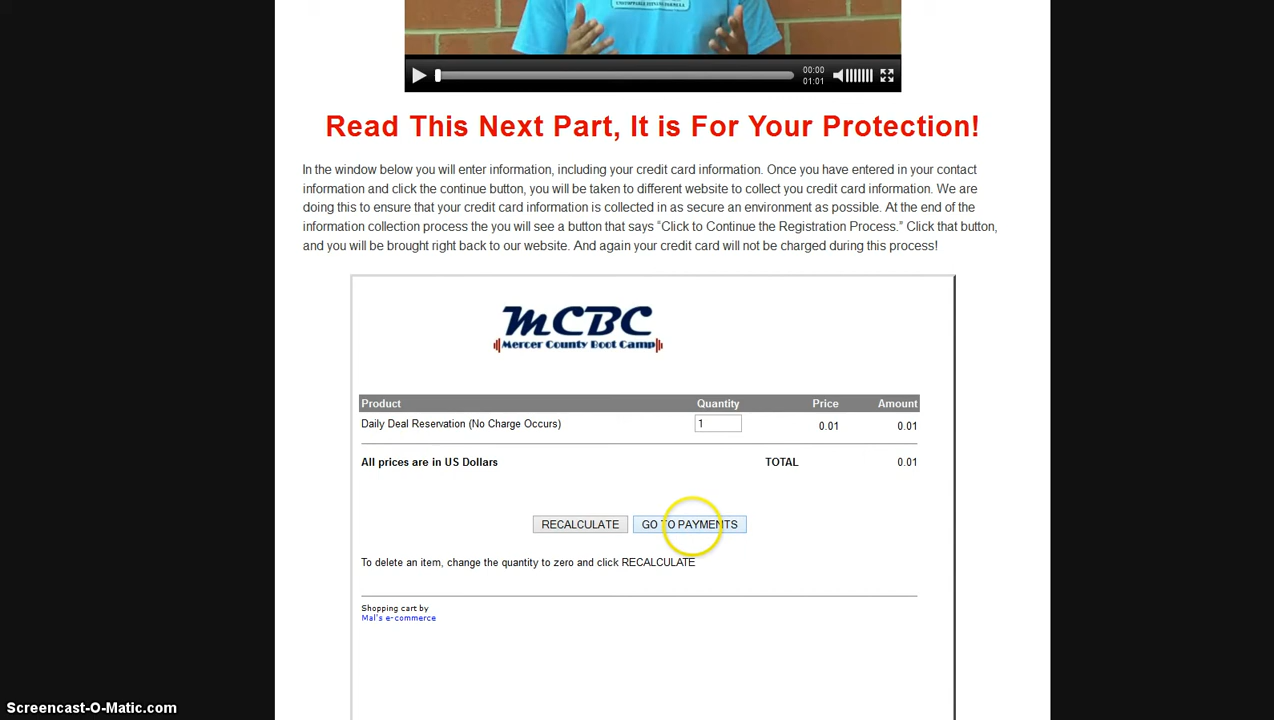 UNSTOPPABLE FITNESS FORMULA
00:00
01:01
Read This Next Part, It is For Your Protection!
In the window below you will enter information, including your credit card information. Once you have entered in your contact
information and click the continue button, you will be taken to different website to collect you credit card information. We are
doing this to ensure that your credit card information is collected in as secure an environment as possible. At the end of the
information collection process the you will see a button that says “Click to Continue the Registration Process.” Click that button,
and you will be brought right back to our website. And again your credit card will not be charged during this process!
MCBC
Mercer County Boot Camp
Product Quantity Price Amount
Daily Deal Reservation (No Charge Occurs) 1 0.01 0.01
All prices are in US Dollars TOTAL 0.01
RECALCULATE GO TO PAYMENTS
To delete an item, change the quantity to zero and click RECALCULATE
Shopping cart by
Mal's e-commerce
Screencast-O-Matic.com